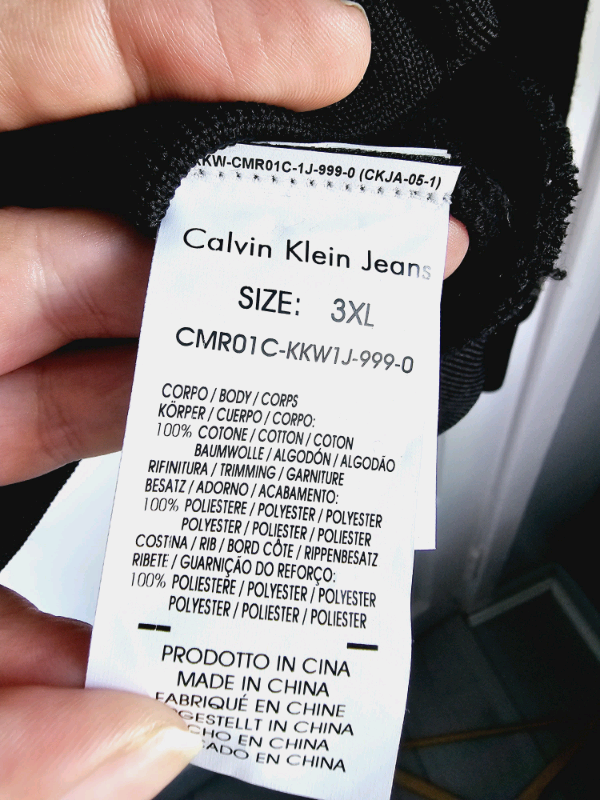 KKW-CMR01C-1J-999-0 (CKJA-05-1)
Calvin Klein Jeans
SIZE: 3XL
CMR01C-KKW1J-999-0
CORPO / BODY / CORPS
KÖRPER / CUERPO / CORPO:
100% COTONE / COTTON / COTON
BAUMWOLLE / ALGODÓN / ALGODÃO
RIFINITURA / TRIMMING / GARNITURE
BESATZ / ADORNO / ACABAMENTO:
100% POLIESTERE / POLYESTER / POLYESTER
POLYESTER / POLIESTER / POLIESTER
COSTINA / RIB / BORD CÔTE / RIPPENBESATZ
RIBETE / GUARNIÇÃO DO REFORÇO:
100% POLIESTERE / POLYESTER / POLYESTER
POLYESTER / POLIESTER / POLIESTER
PRODOTTO IN CINA
MADE IN CHINA
FABRIQUÉ EN CHINE
GESTELLT IN CHINA
CHO EN CHINA
CADO EN CHINA